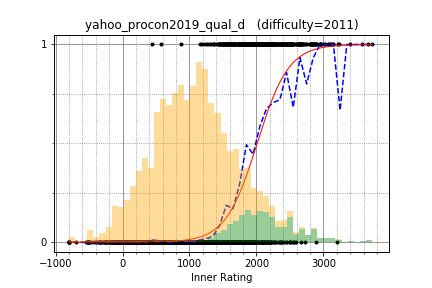 yahoo_procon2019_qual_d (difficulty=2011)
1
0
-1000 0 1000 2000 3000
Inner Rating